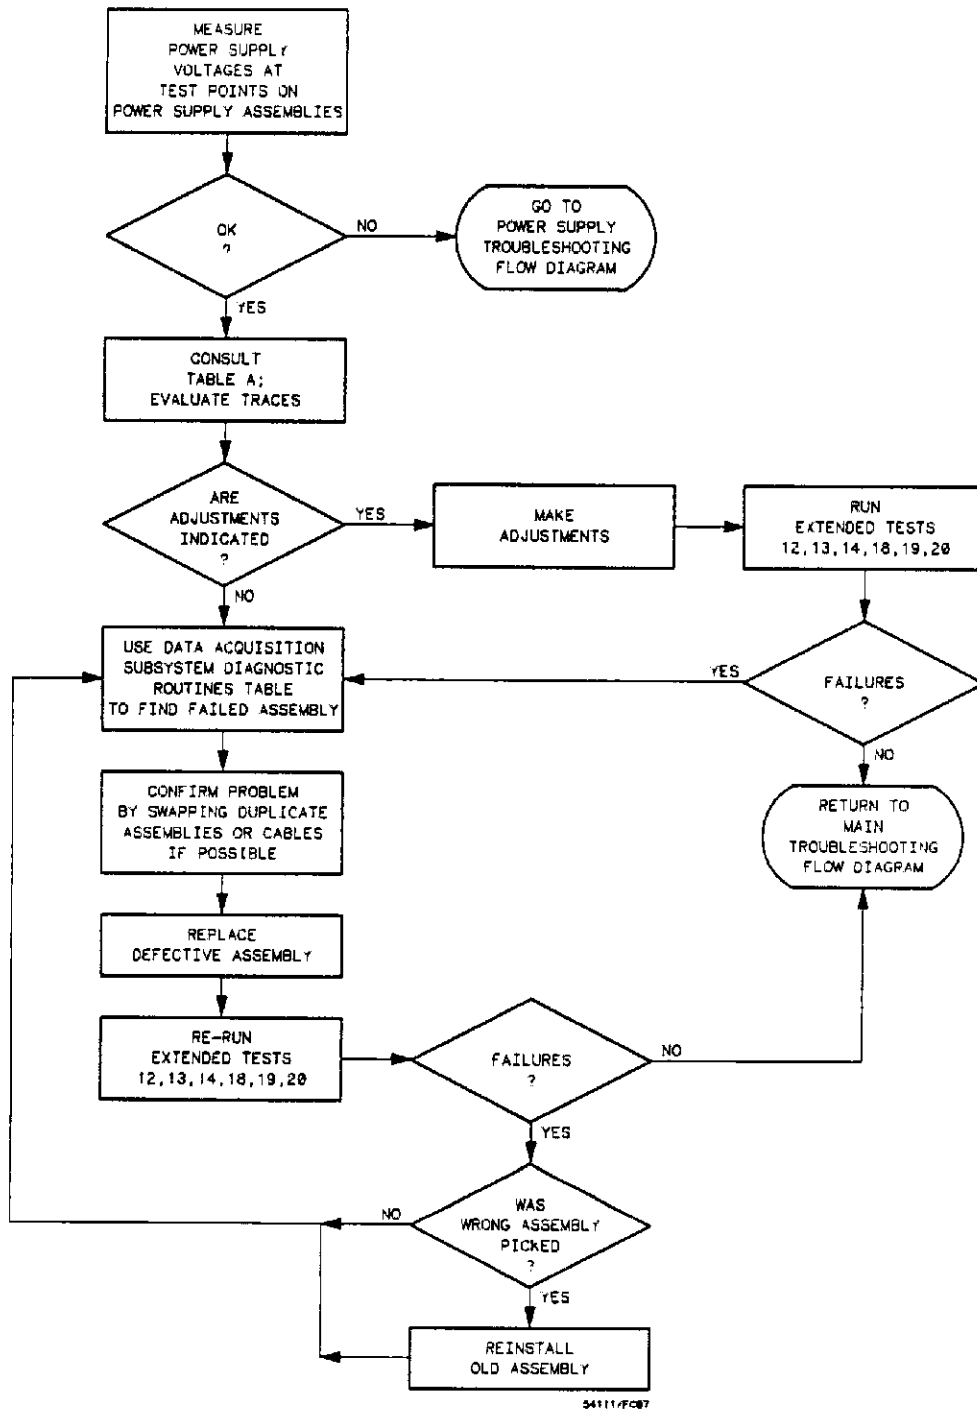 MEASURE
POWER SUPPLY
VOLTAGES AT
TEST POINTS ON
POWER SUPPLY ASSEMBLIES
OK
?
NO
GO TO
POWER SUPPLY
TROUBLESHOOTING
FLOW DIAGRAM
YES
CONSULT
TABLE A;
EVALUATE TRACES
ARE
ADJUSTMENTS
INDICATED
?
YES
MAKE
ADJUSTMENTS
RUN
EXTENDED TESTS
12,13,14,18,19,20
NO
USE DATA ACQUISITION
SUBSYSTEM DIAGNOSTIC
ROUTINES TABLE
TO FIND FAILED ASSEMBLY
YES
FAILURES
?
NO
CONFIRM PROBLEM
BY SWAPPING DUPLICATE
ASSEMBLIES OR CABLES
IF POSSIBLE
RETURN TO
MAIN
TROUBLESHOOTING
FLOW DIAGRAM
REPLACE
DEFECTIVE ASSEMBLY
RE-RUN
EXTENDED TESTS
12,13,14,18,19,20
FAILURES
?
NO
YES
WAS
WRONG ASSEMBLY
PICKED
?
NO
YES
REINSTALL
OLD ASSEMBLY
54111/FC07